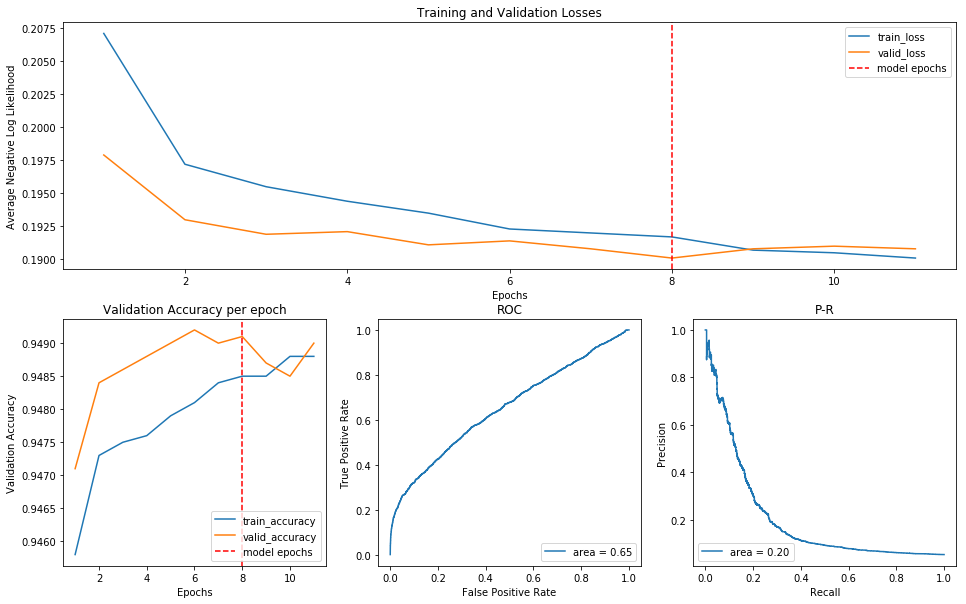 Training and Validation Losses
0.2075
0.2050
0.2025
0.2000
0.1975
0.1950
0.1925
0.1900
Average Negative Log Likelihood
train_loss
valid_loss
model epochs
2 4 6 8 10
Epochs
Validation Accuracy per epoch
0.9490
0.9485
0.9480
0.9475
0.9470
0.9465
0.9460
Validation Accuracy
train_accuracy
valid_accuracy
model epochs
2 4 6 8 10
Epochs
ROC
1.0
0.8
0.6
0.4
0.2
0.0
True Positive Rate
area = 0.65
0.0 0.2 0.4 0.6 0.8 1.0
False Positive Rate
P-R
1.0
0.8
0.6
0.4
0.2
Precision
area = 0.20
0.0 0.2 0.4 0.6 0.8 1.0
Recall